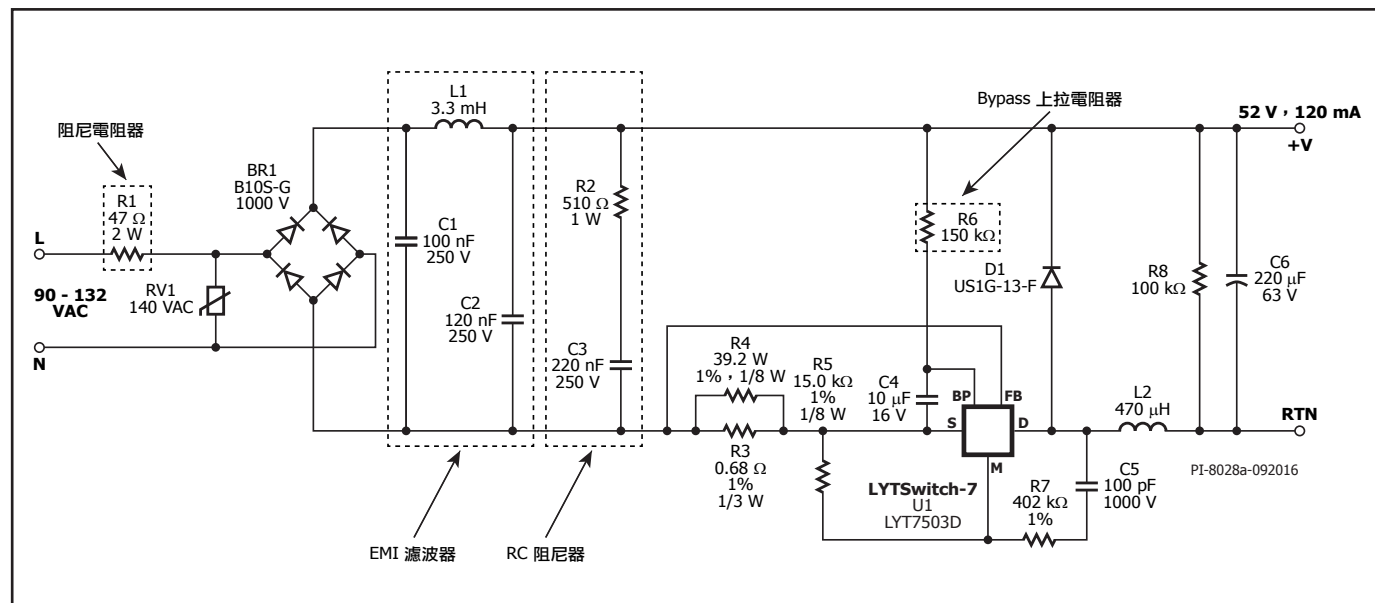 阻尼電阻器
R1
47 Ω
2 W
L
90 - 132
VAC
N
RV1
140 VAC
BR1
B10S-G
1000 V
L1
3.3 mH
C1
100 nF
250 V
C2
120 nF
250 V
EMI 濾波器
R2
510 Ω
1 W
C3
220 nF
250 V
RC 阻尼器
R4
39.2 W
1%,1/8 W
R3
0.68 Ω
1%
1/3 W
R5
15.0 kΩ
1%
1/8 W
Bypass 上拉電阻器
R6
150 kΩ
C4
10 µF
16 V
BP
FB
S
D
M
LYTSwitch-7
U1
LYT7503D
D1
US1G-13-F
R7
402 kΩ
1%
C5
100 pF
1000 V
L2
470 µH
R8
100 kΩ
C6
220 µF
63 V
52 V,120 mA
+V
RTN
PI-8028a-092016